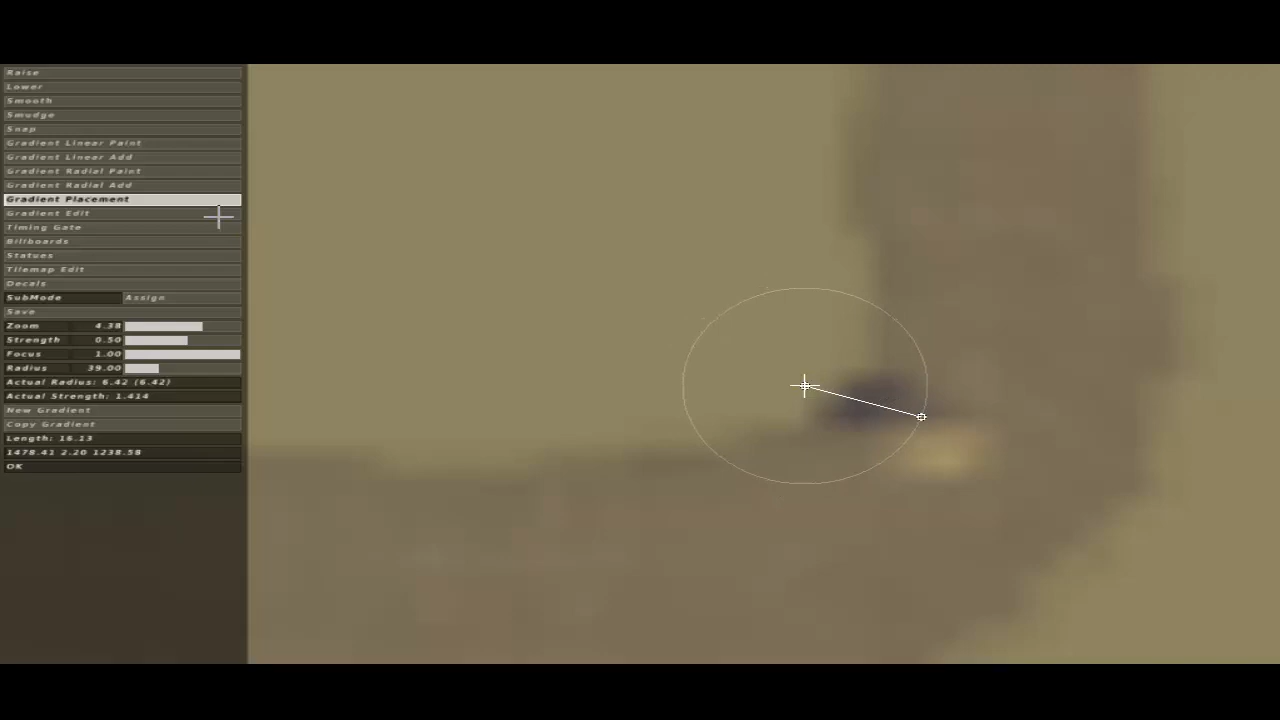 Raise
Lower
Smooth
Smudge
Snap
Gradient Linear Paint
Gradient Linear Add
Gradient Radial Paint
Gradient Radial Add
Gradient Placement
Gradient Edit
Timing Gate
Billboards
Statues
Tilemap Edit
Decals
SubMode Assign
Save
Zoom 4.38
Strength 0.50
Focus 1.00
Radius 39.00
Actual Radius: 6.42 (6.42)
Actual Strength: 1.414
New Gradient
Copy Gradient
Length: 16.13
1478.41 2.20 1238.58
OK